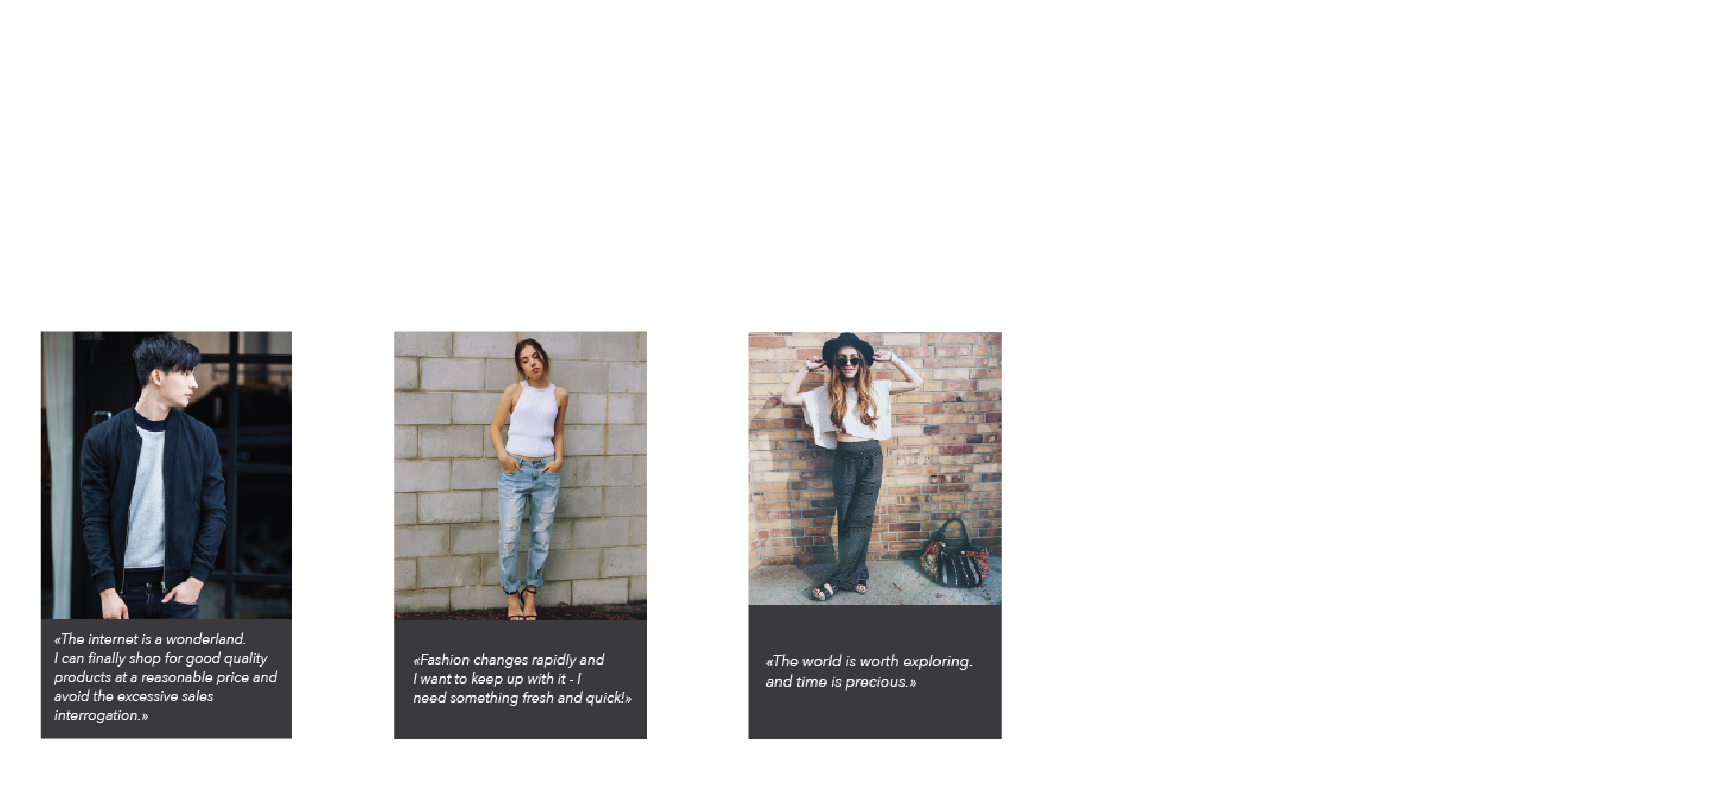 «The internet is a wonderland.
I can finally shop for good quality
products at a reasonable price and
avoid the excessive sales
interrogation.»
«Fashion changes rapidly and
I want to keep up with it - I
need something fresh and quick!»
«The world is worth exploring.
and time is precious.»